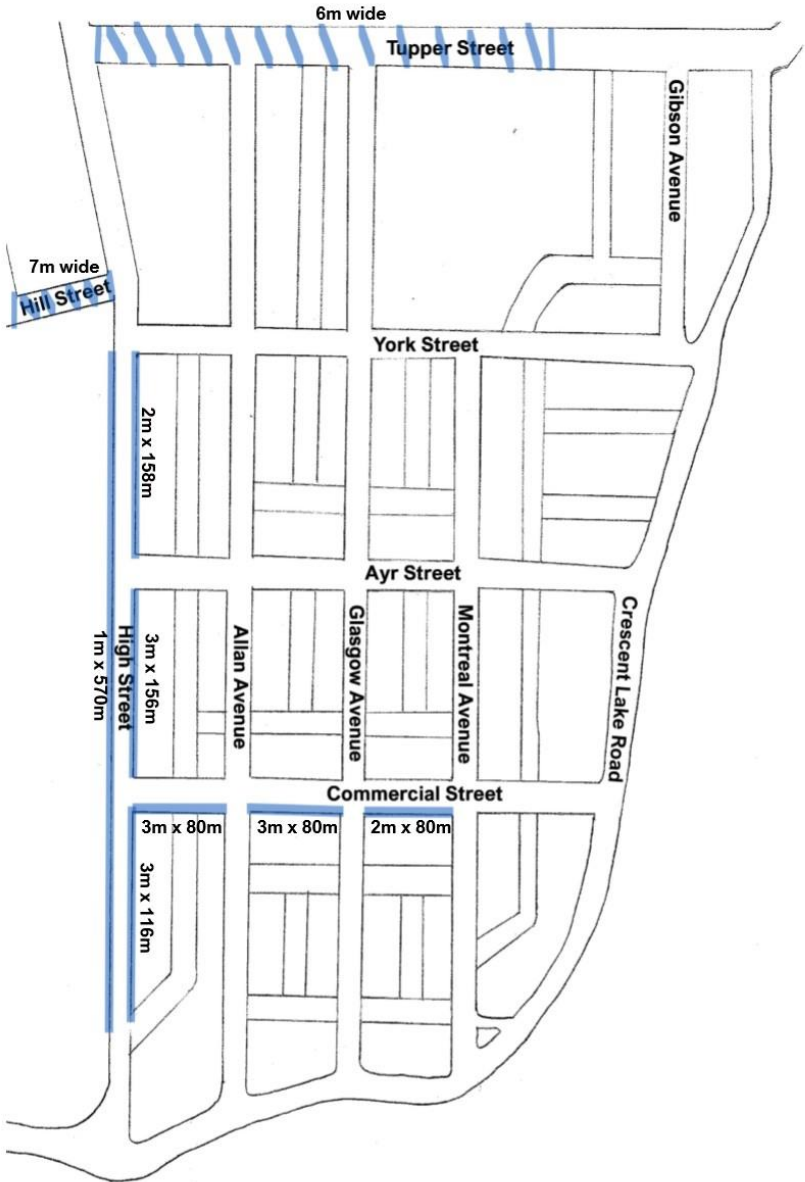 6m wide
Tupper Street
Gibson Avenue
7m wide
Hill Street
York Street
2m x 158m
Ayr Street
1m x 570m
High Street
3m x 156m
Allan Avenue
Glasgow Avenue
Montreal Avenue
Crescent Lake Road
Commercial Street
3m x 80m
3m x 80m
2m x 80m
3m x 116m